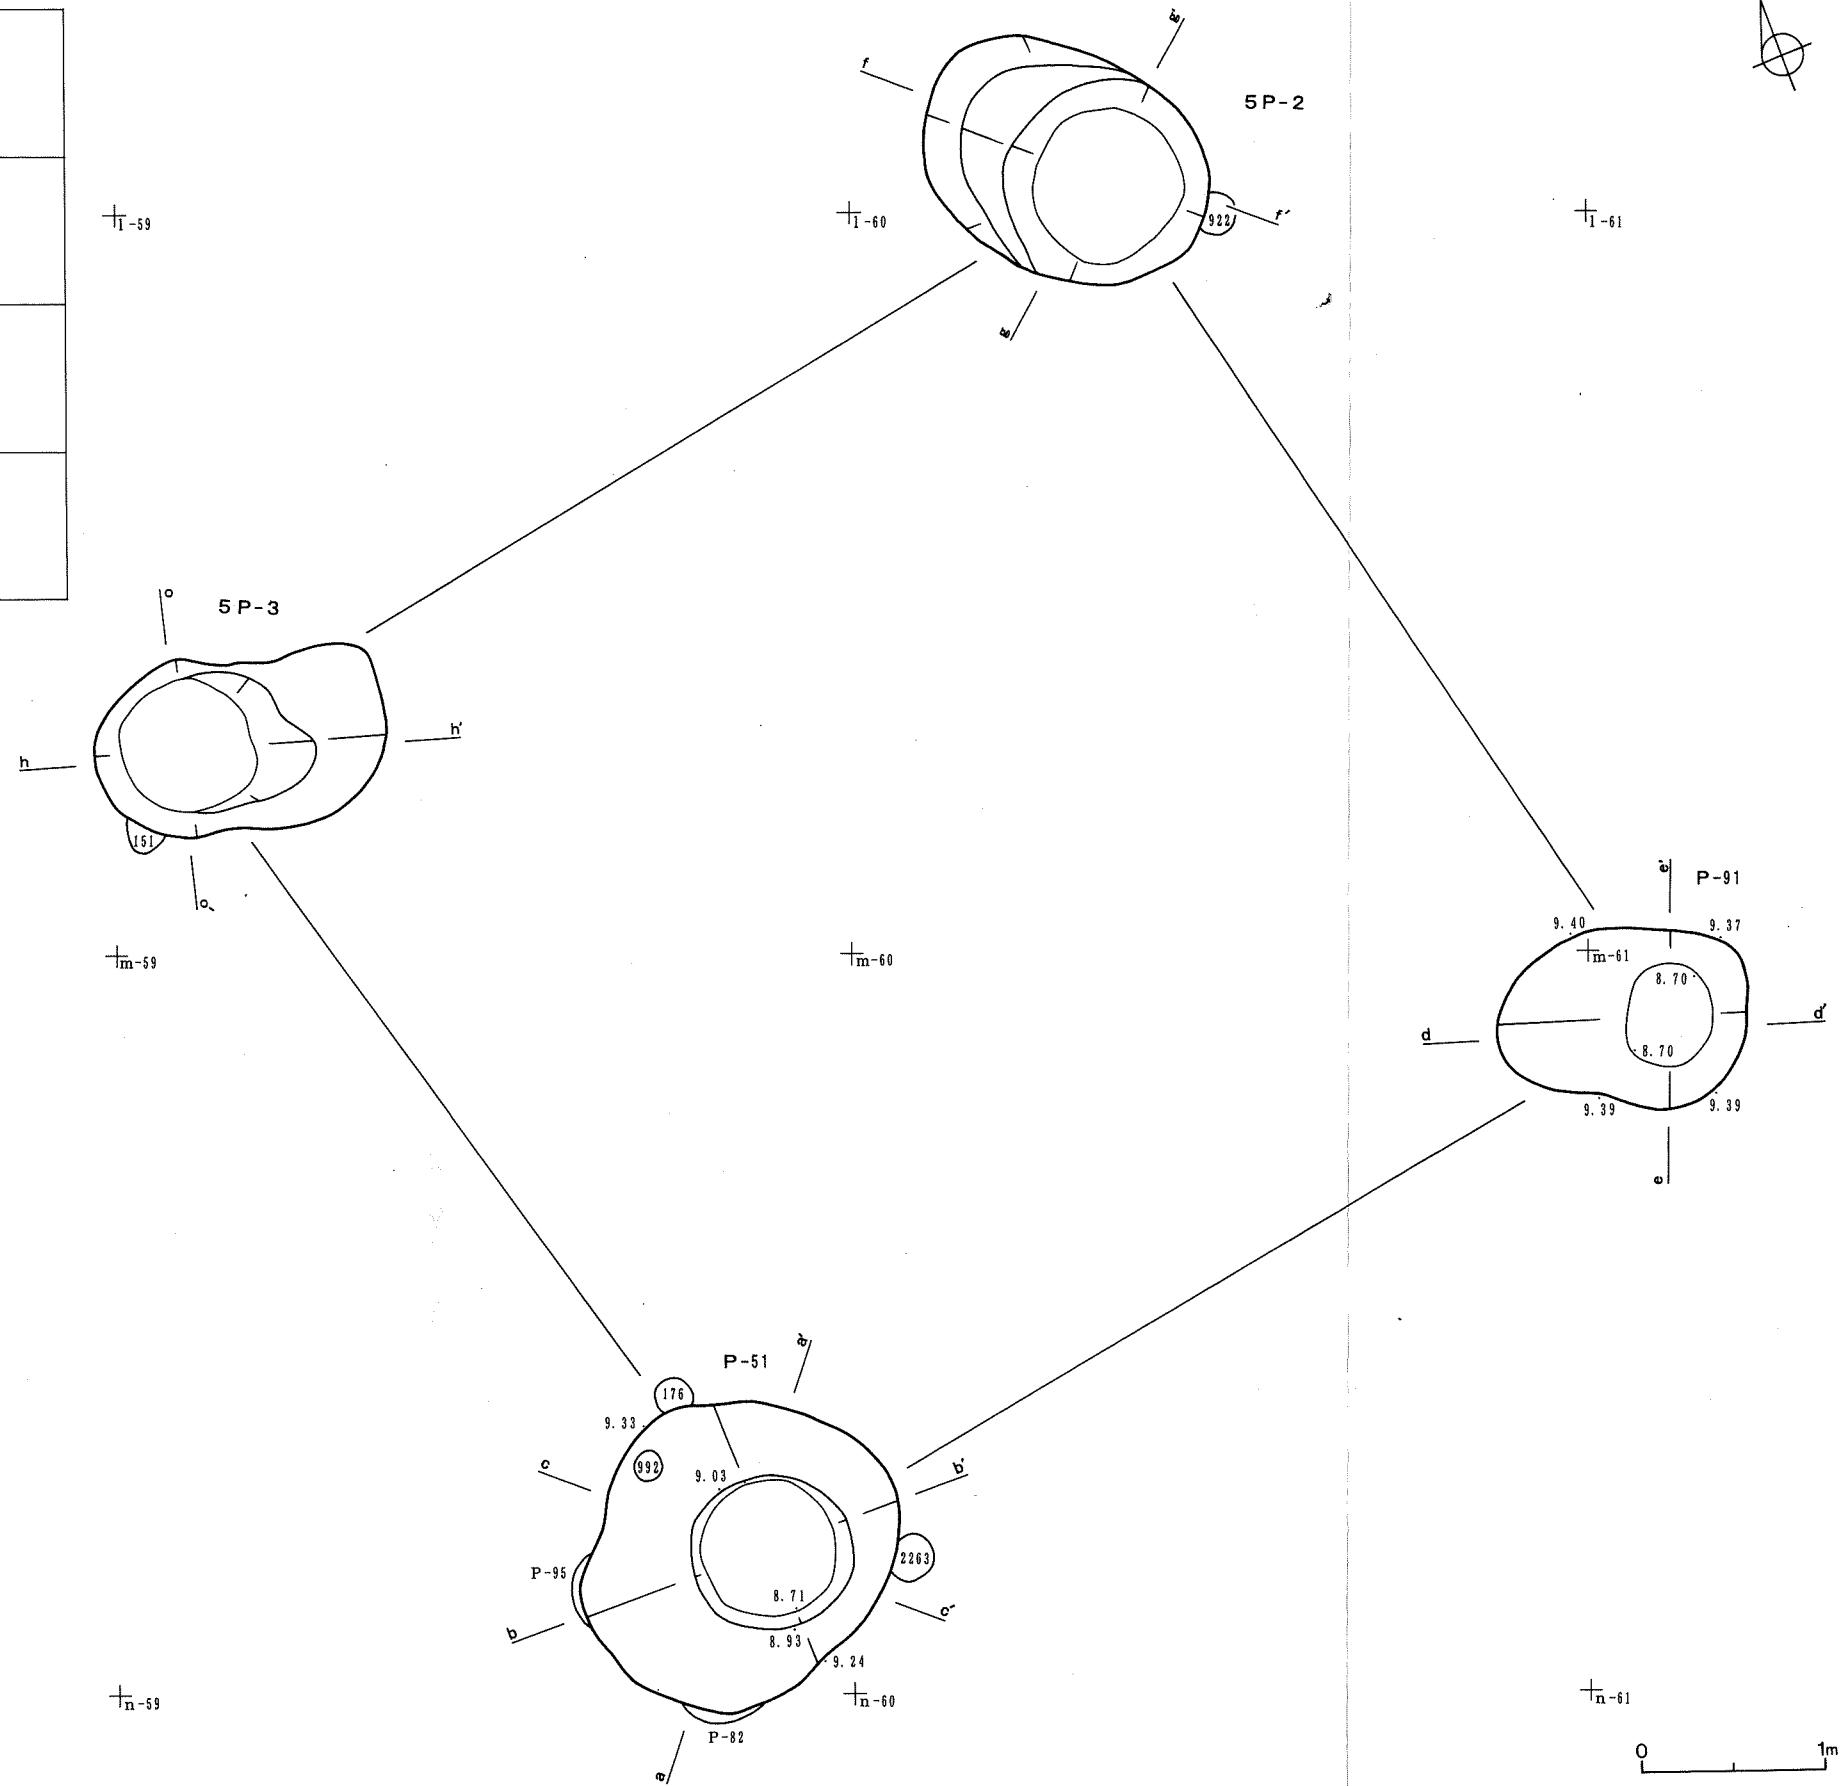 g'
f
5P-2
l-59
l-60
922
f'
l-61
g
5P-3
h'
h
151
m-59
m-60
e'
P-91
9.40
9.37
m-61
8.70
d
d'
8.70
9.39
9.39
e
a'
P-51
176
9.33
c
992
9.03
b'
2263
P-95
8.71
c'
b
8.93
9.24
n-59
n-60
n-61
P-82
a
0
1m